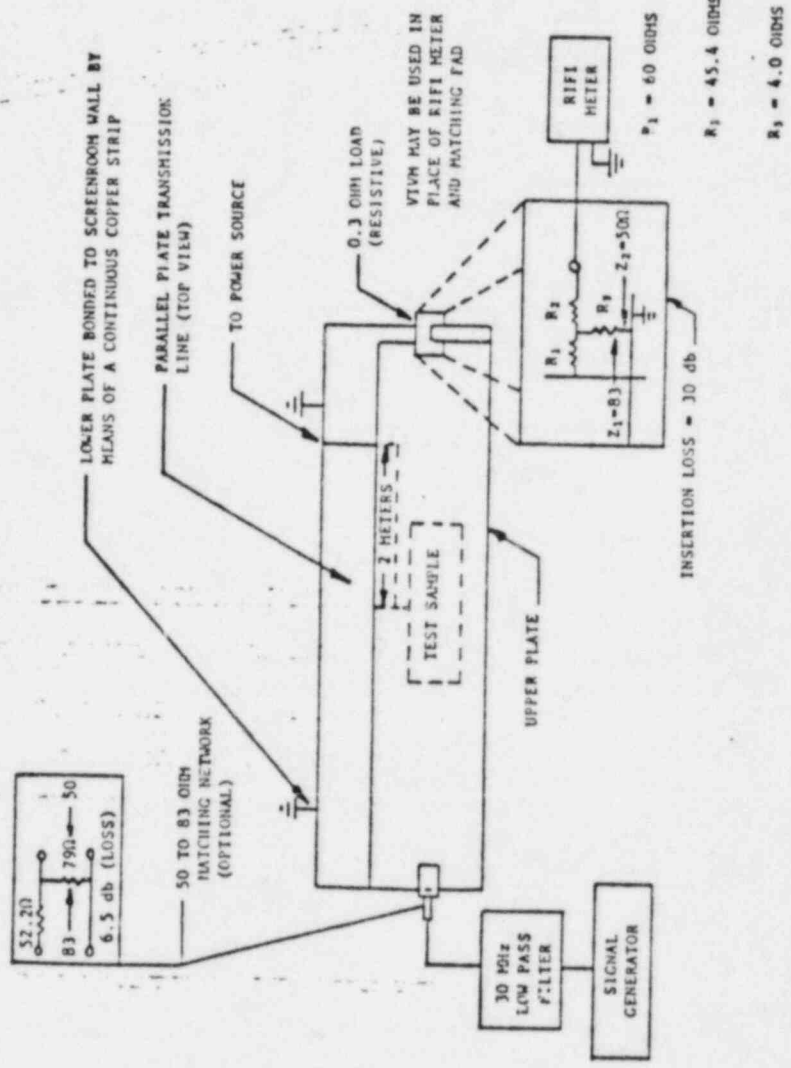 52.2Ω
83
79Ω
50
6.5 db (LOSS)
50 TO 83 OHM
MATCHING NETWORK
(OPTIONAL)
LOWER PLATE BONDED TO SCREENROOM WALL BY
MEANS OF A CONTINUOUS COPPER STRIP
PARALLEL PLATE TRANSMISSION
LINE (TOP VIEW)
TO POWER SOURCE
2 METERS
TEST SAMPLE
UPPER PLATE
0.3 OHM LOAD
(RESISTIVE)
VTVM MAY BE USED IN
PLACE OF RIFI METER
AND MATCHING PAD
30 MHz
LOW PASS
FILTER
SIGNAL
GENERATOR
R1
R2
R3
Z1=83
Z2=50Ω
RIFI
METER
INSERTION LOSS = 30 db
= 60 OHMS
= 45.4 OHMS
R3 = 4.0 OHMS